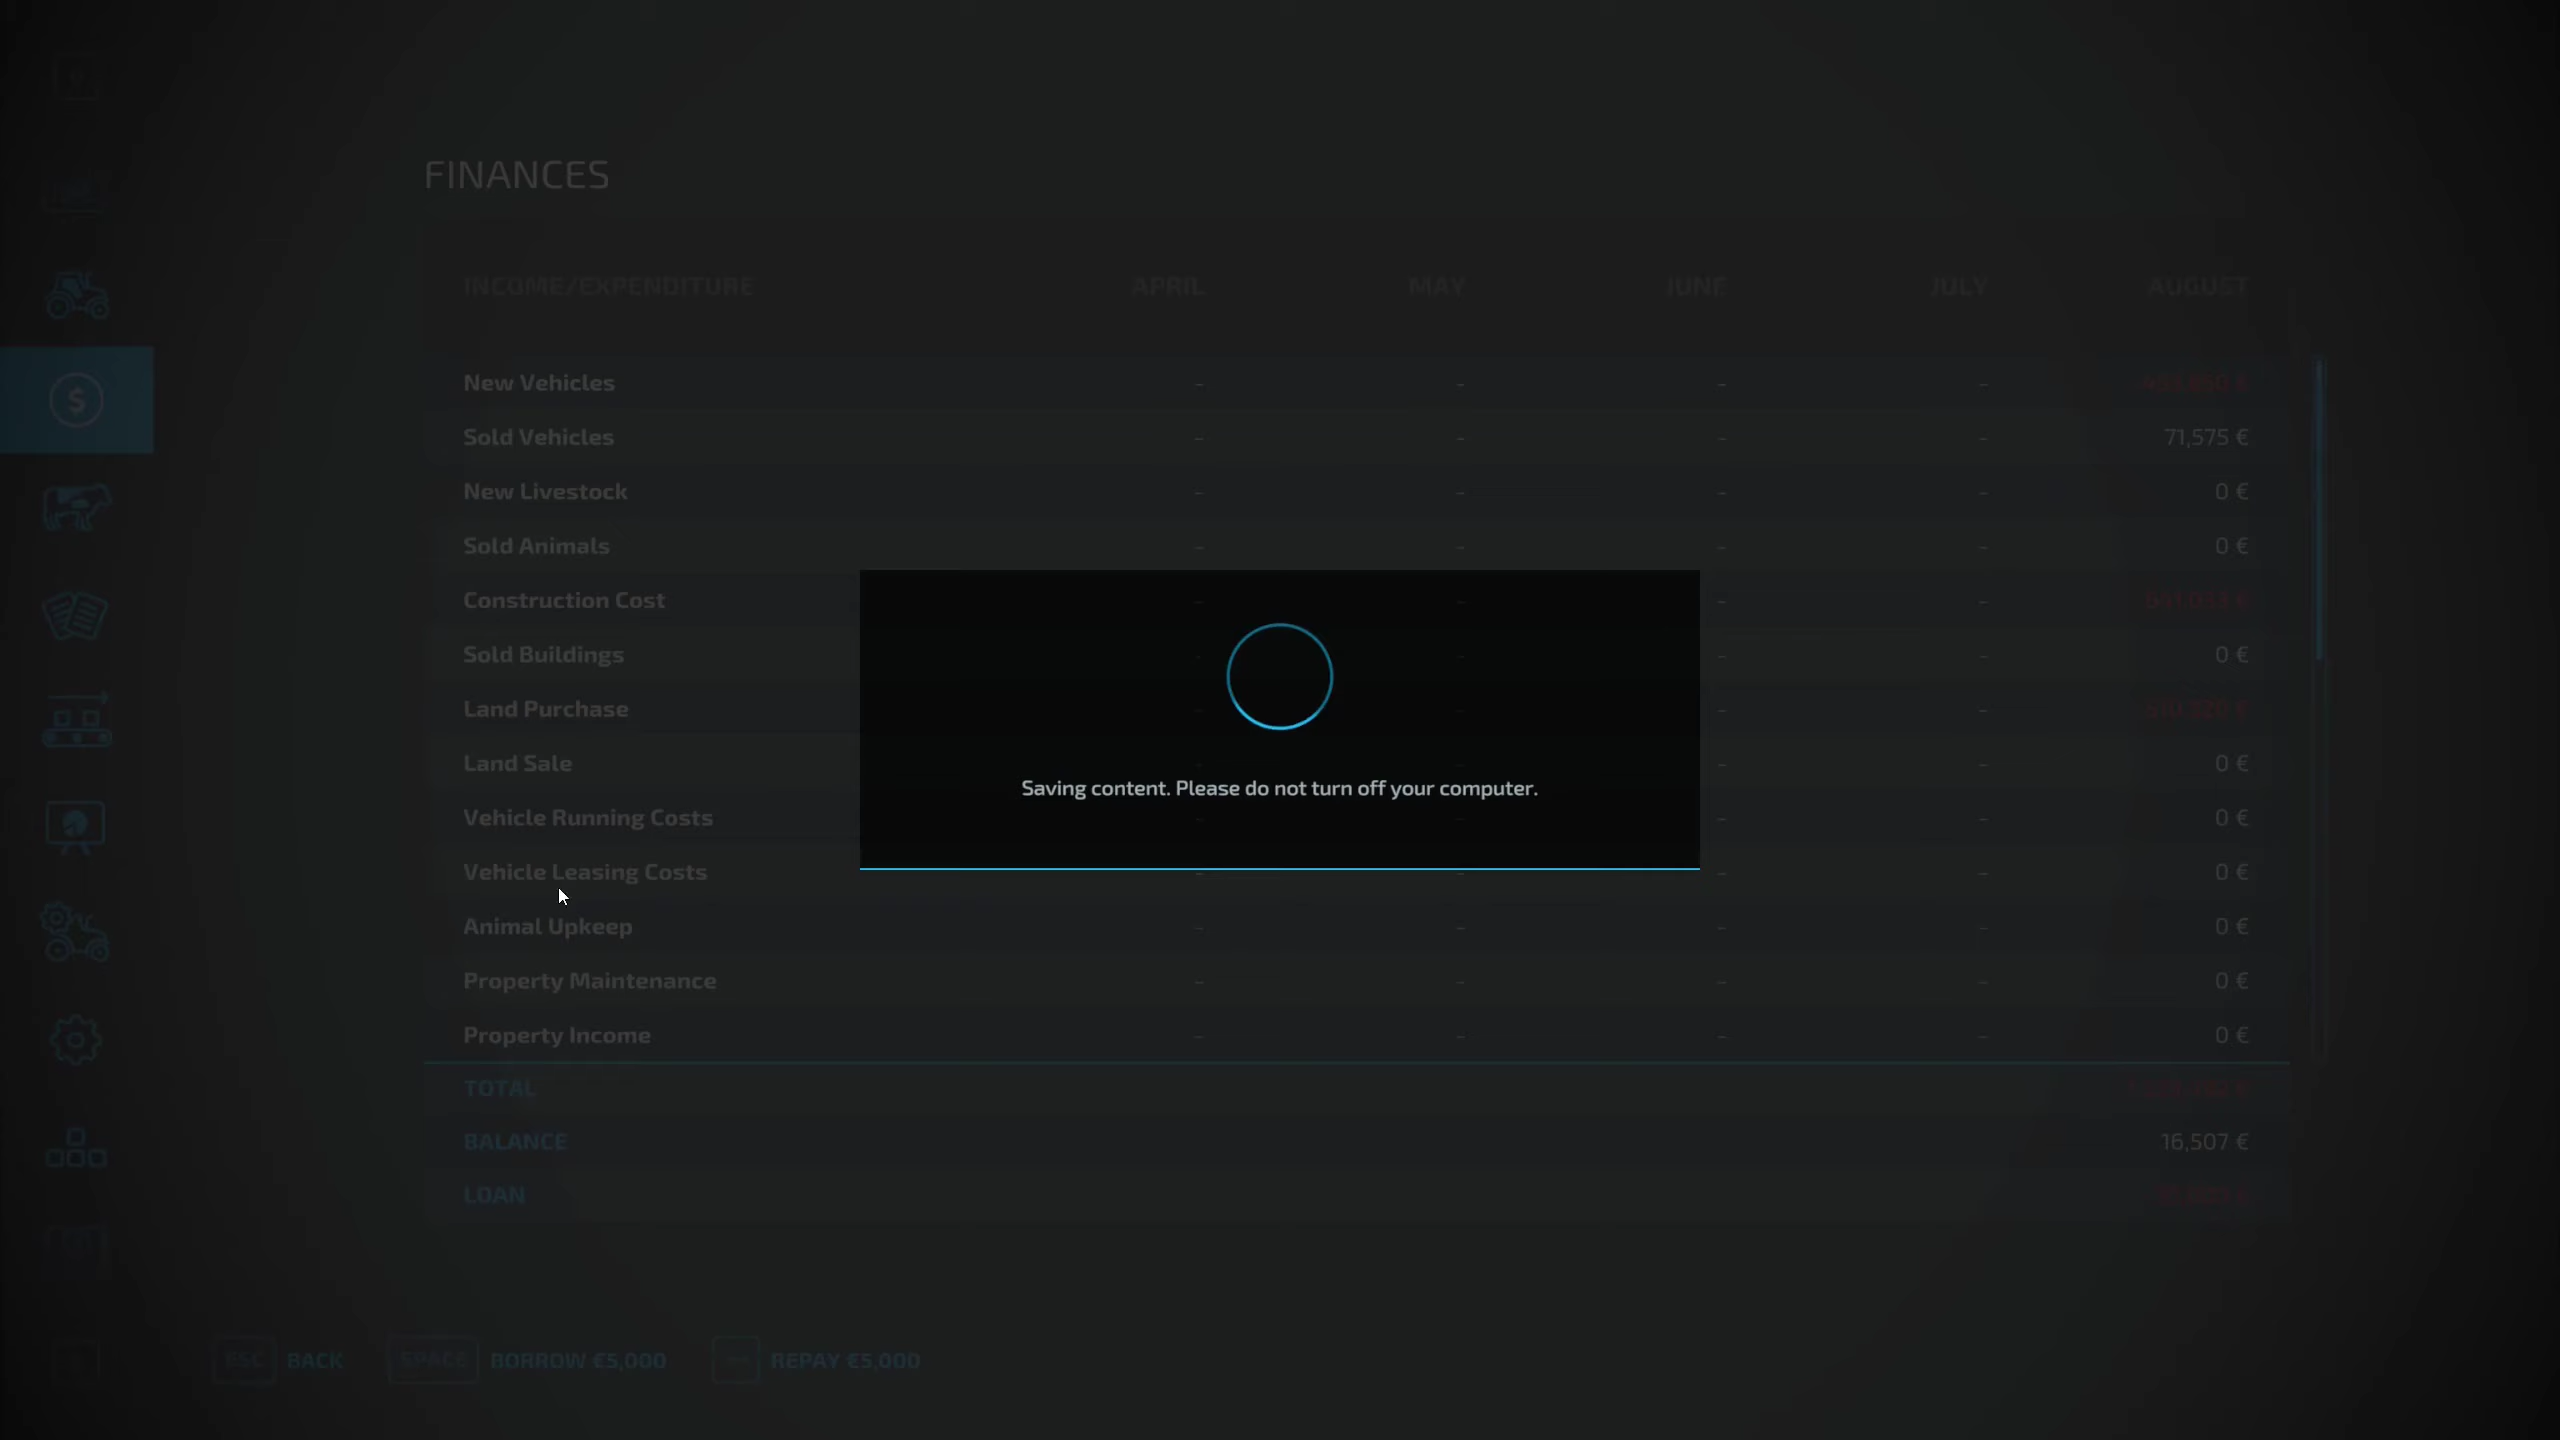 FINANCES
INCOME/EXPENDITURE APRIL MAY JUNE JULY AUGUST
New Vehicles - - - -
Sold Vehicles - - - - 71,575 €
New Livestock - - - - 0 €
Sold Animals - - - - 0 €
Construction Cost - - - -
Sold Buildings - - - - 0 €
Land Purchase - - - -
Land Sale - - - - 0 €
Vehicle Running Costs - - - - 0 €
Vehicle Leasing Costs - - - - 0 €
Animal Upkeep - - - - 0 €
Property Maintenance - - - - 0 €
Property Income - - - - 0 €
TOTAL
BALANCE 16,507 €
LOAN
Saving content. Please do not turn off your computer.
ESC BACK SPACE BORROW €5,000 REPAY €5,000